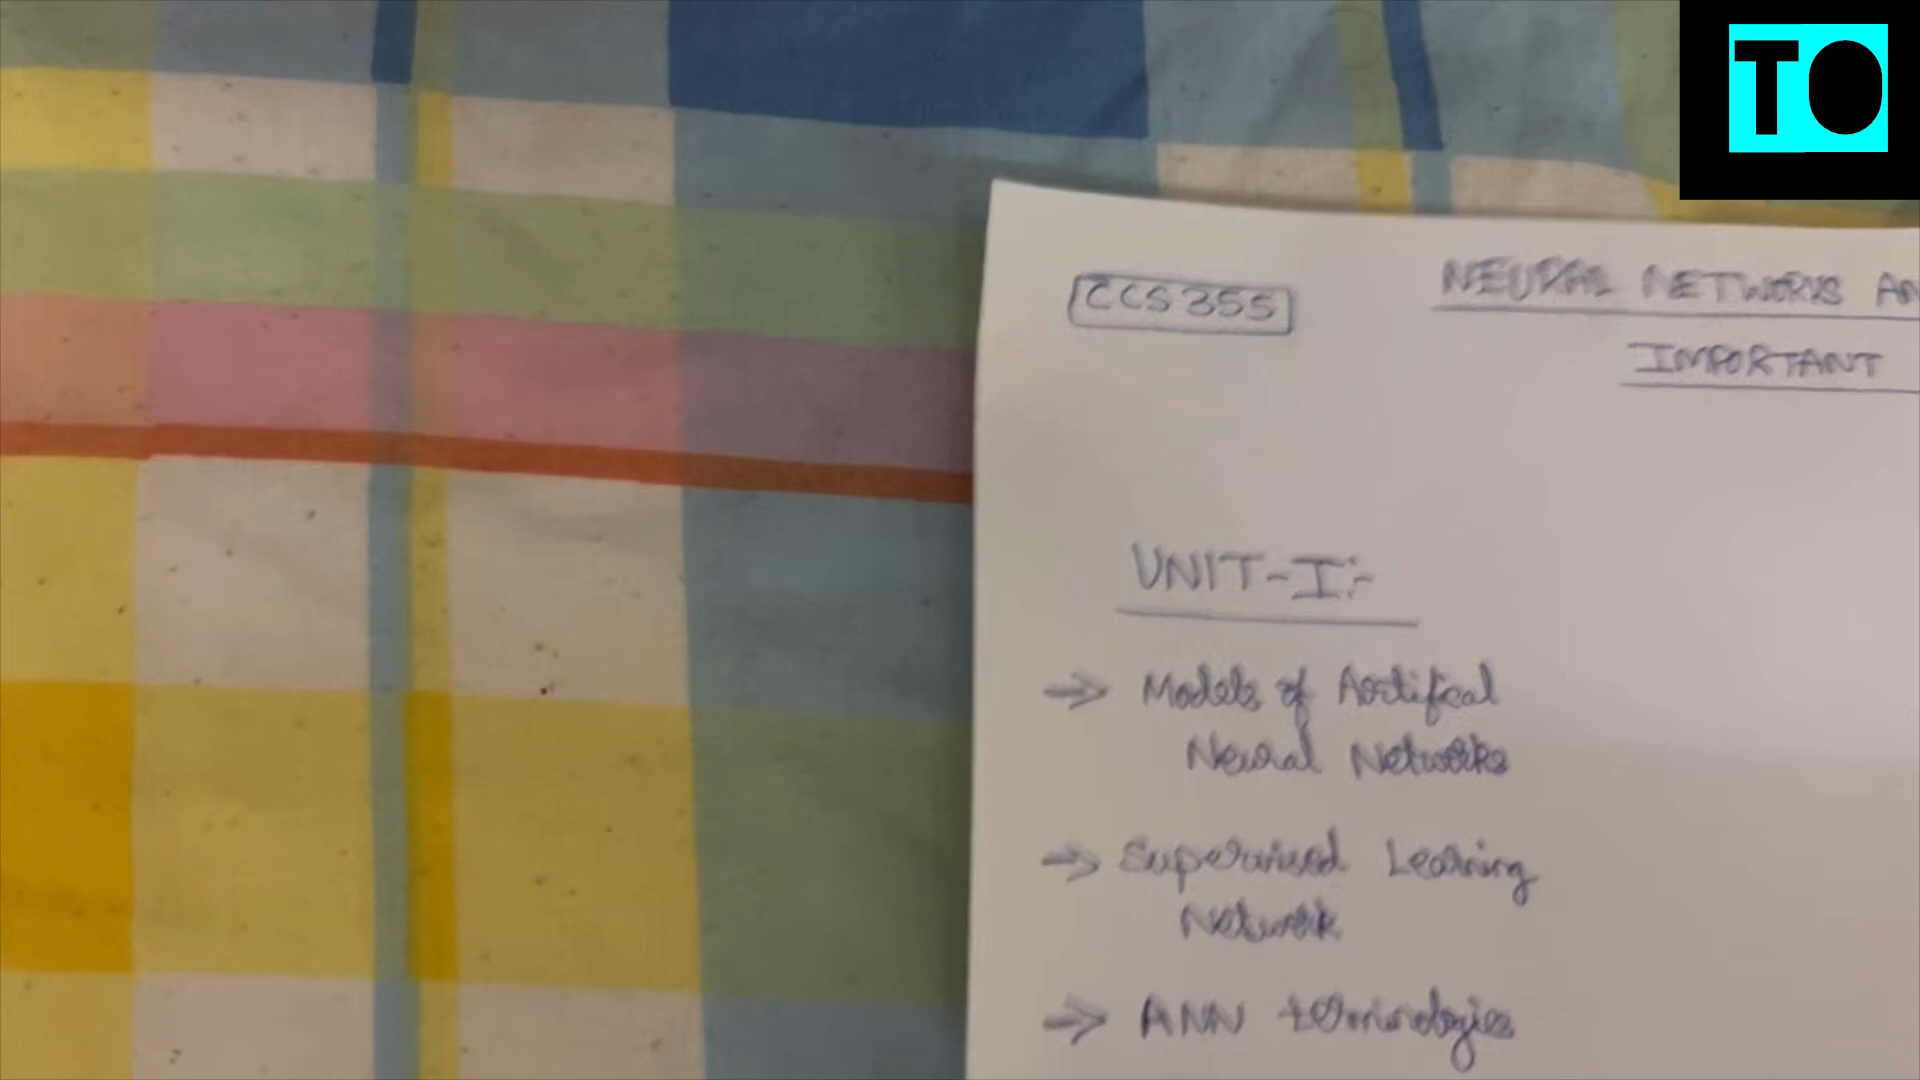 TO
CCS355
NEURAL NETWORKS AN
IMPORTANT
UNIT-I:-
→ Models of Artifical
Neural Networks
→ Supervised Learning
Network
→ ANN terminologies